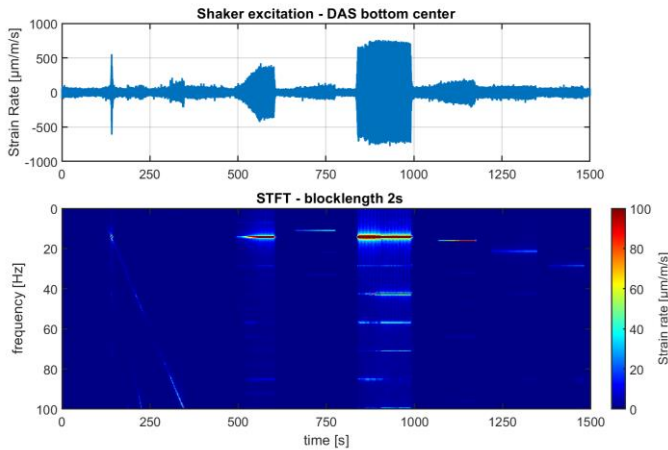 Shaker excitation - DAS bottom center
1000
500
0
-500
-1000
Strain Rate [µm/m/s]
0 250 500 750 1000 1250 1500
STFT - blocklength 2s
0
20
40
60
80
100
frequency [Hz]
0 250 500 750 1000 1250 1500
time [s]
100
80
60
40
20
0
Strain rate [µm/m/s]